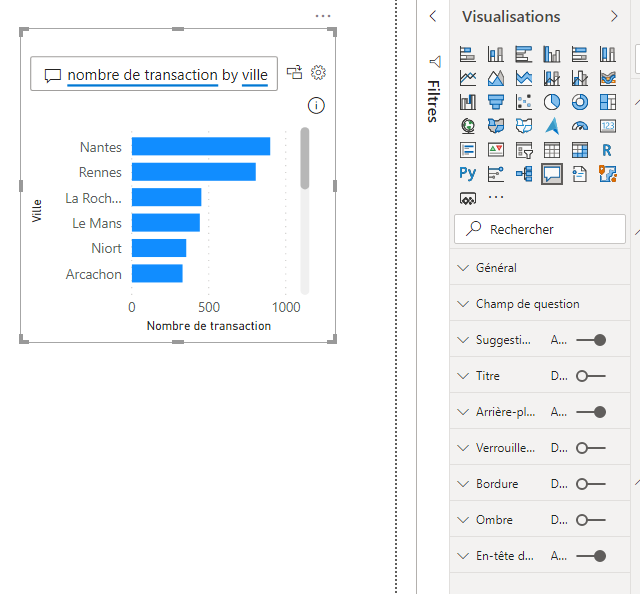 nombre de transaction by ville
Nantes
Rennes
La Roch...
Le Mans
Niort
Arcachon
Ville
0 500 1000
Nombre de transaction
Filtres
Visualisations
123
R
Py
Rechercher
Général
Champ de question
Suggesti... A...
Titre D...
Arrière-pl... A...
Verrouille... D...
Bordure D...
Ombre D...
En-tête d... A...